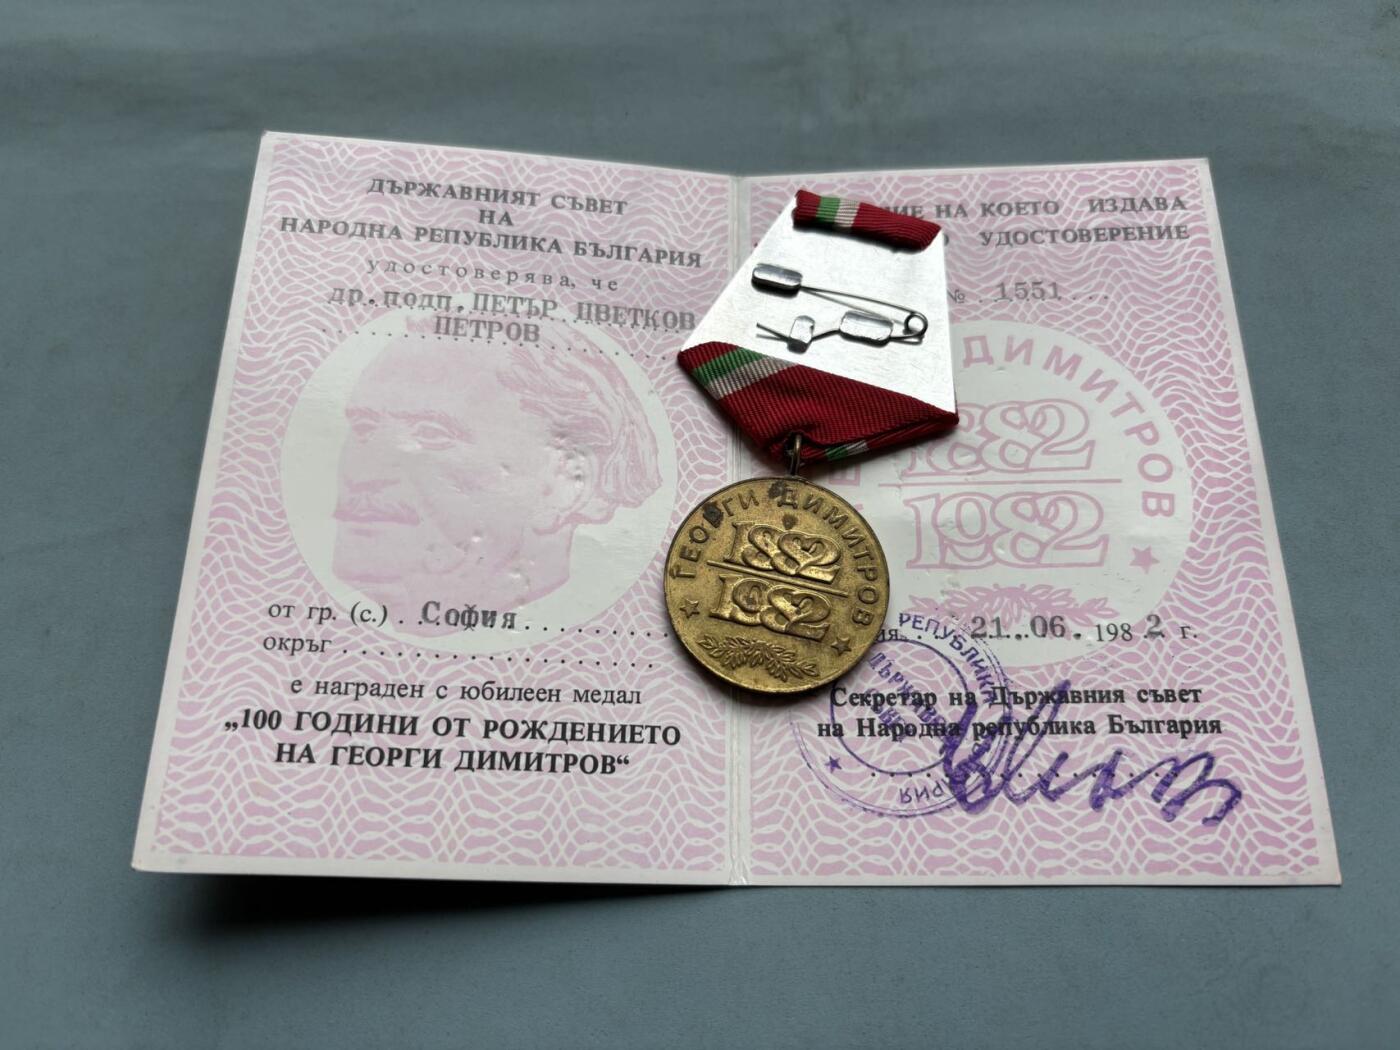 ДЪРЖАВНИЯТ СЪВЕТ
НА
НАРОДНА РЕПУБЛИКА БЪЛГАРИЯ
удостоверява, че
др. подп. ПЕТЪР ЦВЕТКОВ
ПЕТРОВ
от гр. (с.) . София
окръг
е награден с юбилеен медал
„100 ГОДИНИ ОТ РОЖДЕНИЕТО
НА ГЕОРГИ ДИМИТРОВ“
НА КОЕТО ИЗДАВА
УДОСТОВЕРЕНИЕ
№ 1551
ДИМИТРОВ
1882
1982
ГЕОРГИ ДИМИТРОВ
1882
1982
21..06. 1982 г.
Секретар на Държавния съвет
на Народна република България
РЕПУБЛИКА